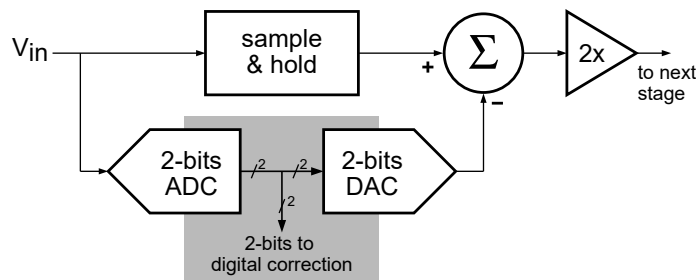 Vin
sample
& hold
+
Σ
−
2x
to next
stage
2-bits
ADC
2
2
2
2-bits
DAC
2-bits to
digital correction